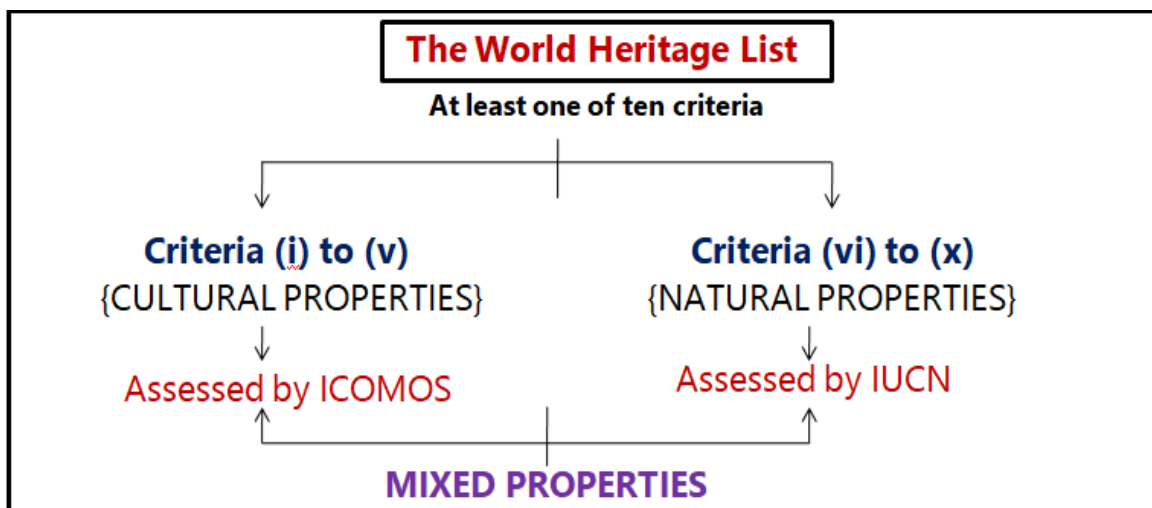 The World Heritage List
At least one of ten criteria
Criteria (i) to (v)
{CULTURAL PROPERTIES}
Assessed by ICOMOS
Criteria (vi) to (x)
{NATURAL PROPERTIES}
Assessed by IUCN
MIXED PROPERTIES